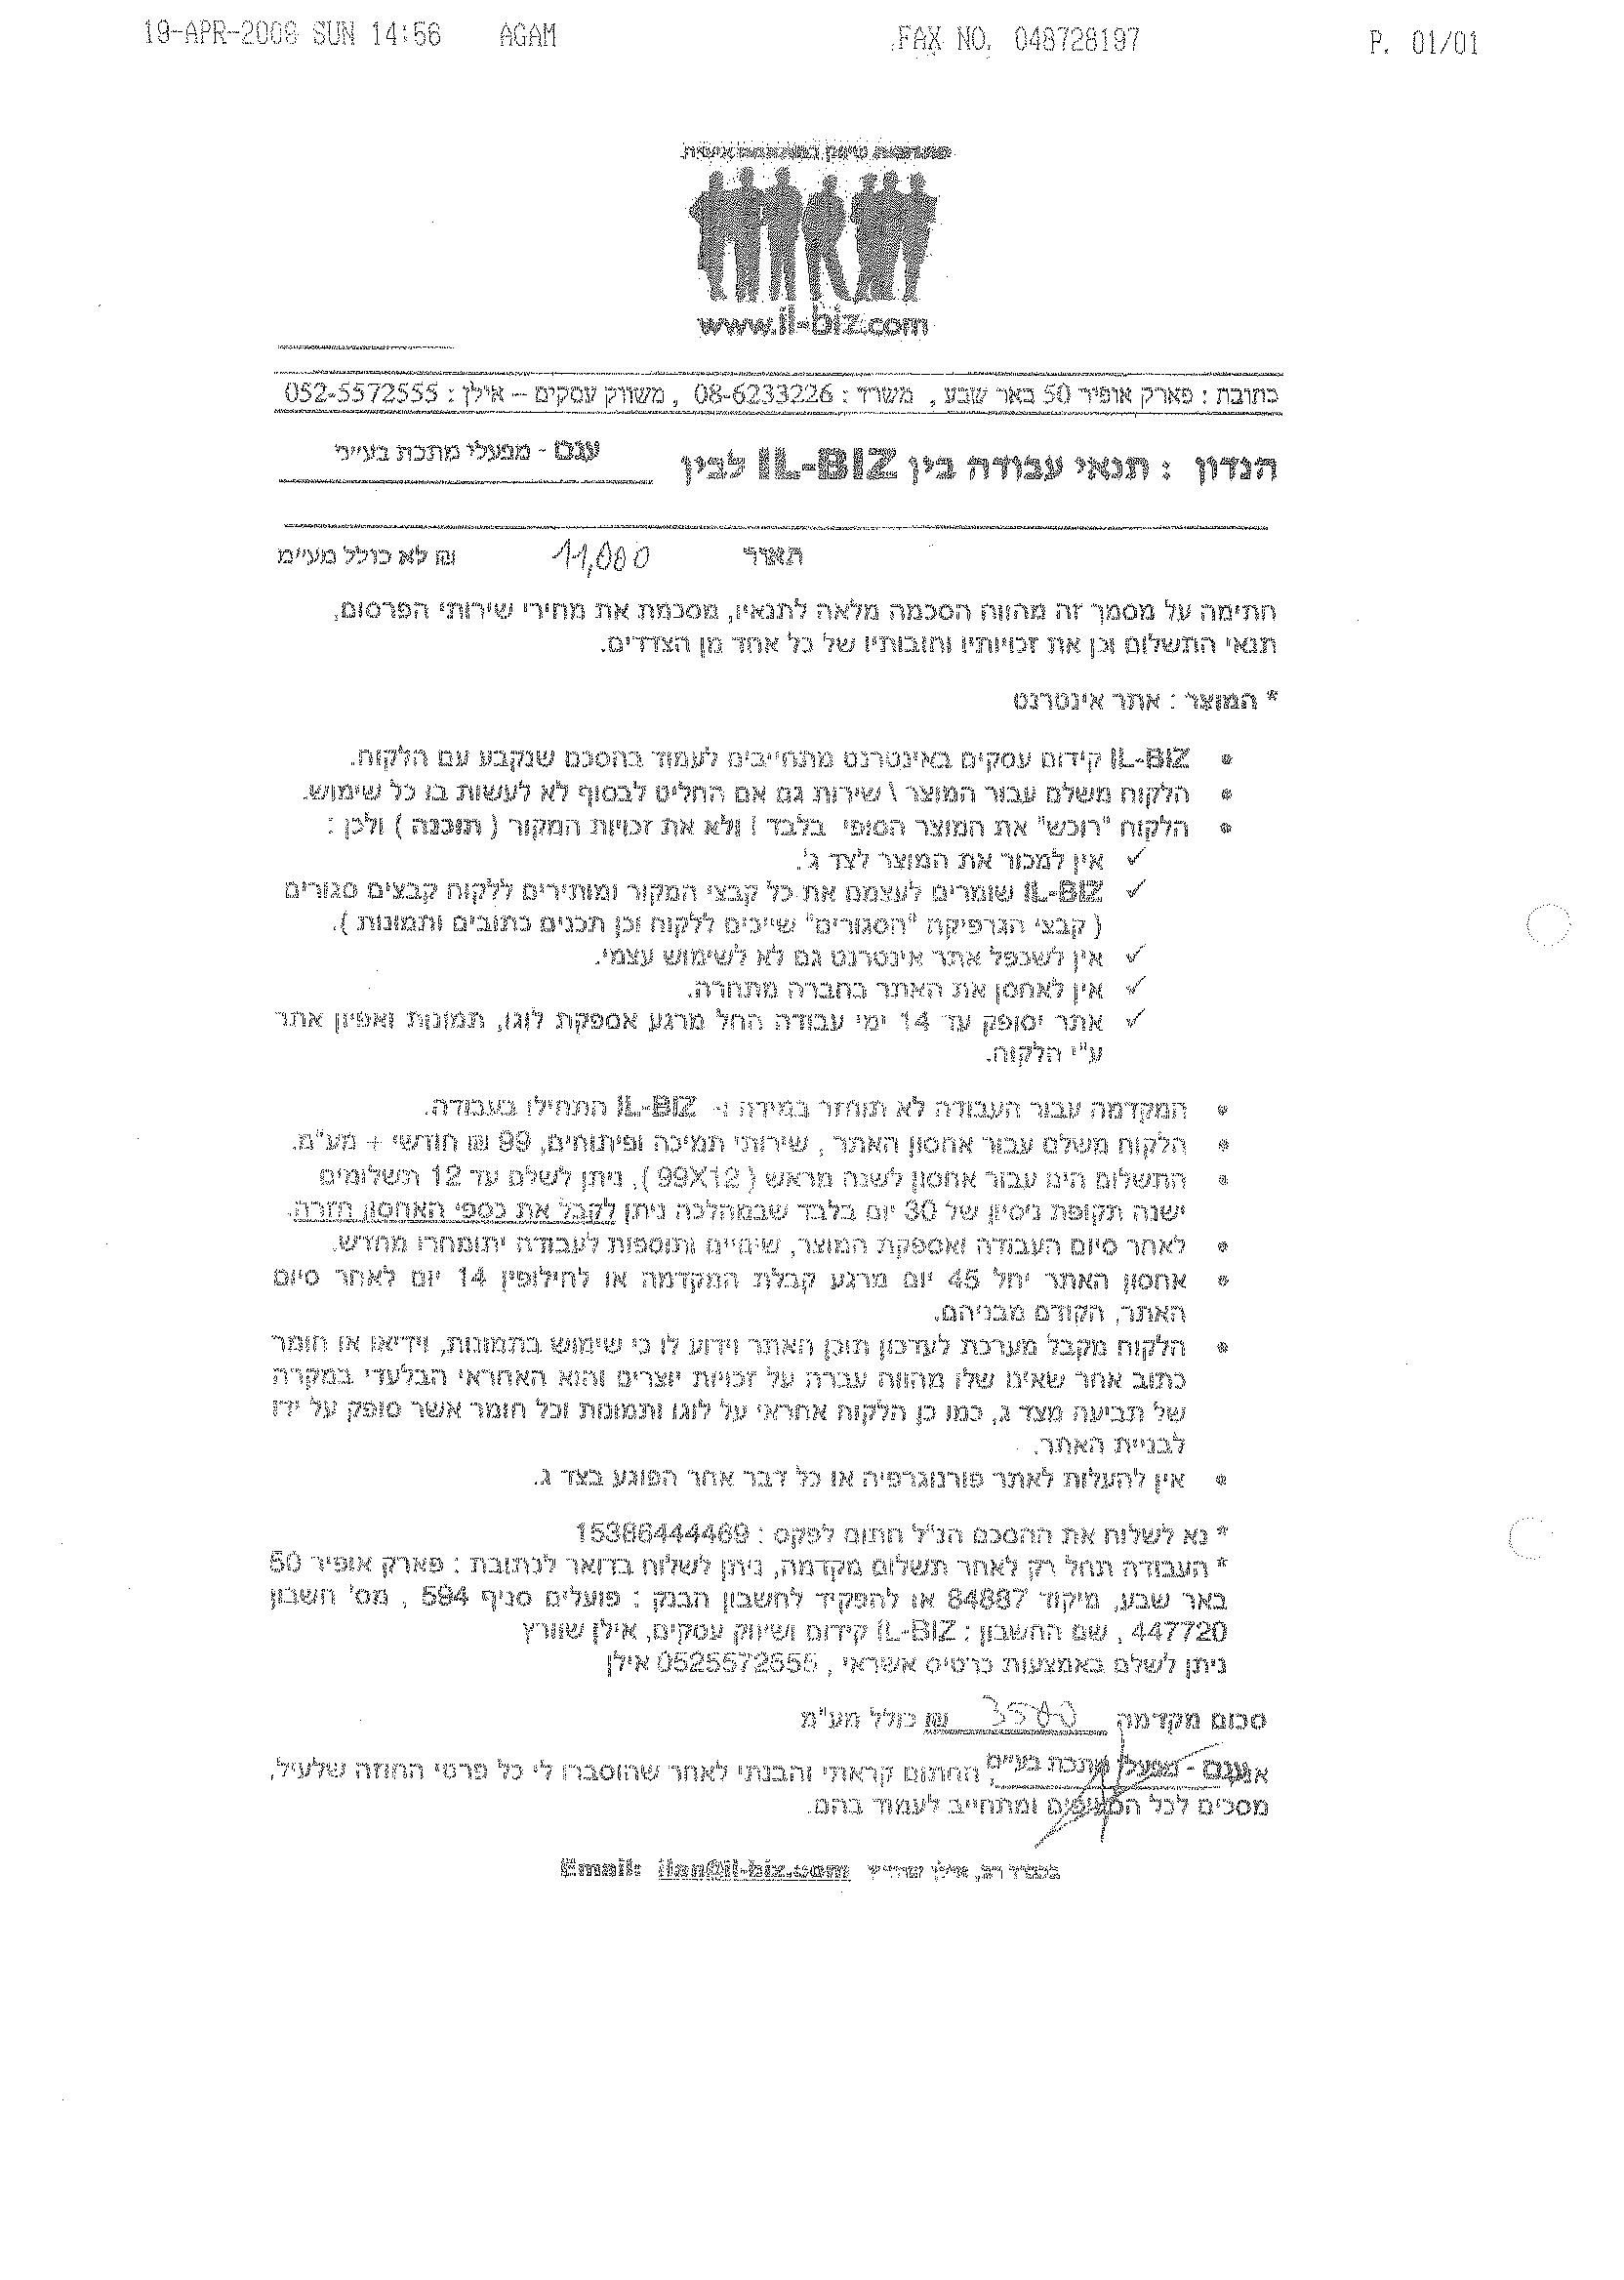 19-APR-2009 SUN 14:56 AGAM FAX NO. 048728197 P. 01/01
www.il-biz.com
כתובת : פארק אופיר 50 באר שבע , משרד : 08-6233226 , משווק עסקים – אילן : 052-5572555
הנדון : תנאי עבודה בין IL-BIZ לבין ענם - מפעלי מתכת בע״מ
תאור 11,000 ₪ לא כולל מע״מ
חתימה על מסמך זה מהווה הסכמה מלאה לתנאיו, מסכמת את מחירי שירותי הפרסום,
תנאי התשלום וכן את זכויותיו וחובותיו של כל אחד מן הצדדים.
* המוצר : אתר אינטרנט
• IL-BIZ קידום עסקים באינטרנט מתחייבים לעמוד בהסכם שנקבע עם הלקוח.
• הלקוח משלם עבור המוצר \ שירות גם אם החליט לבסוף לא לעשות בו כל שימוש.
• הלקוח "רוכש" את המוצר הסופי בלבד ! ולא את זכויות המקור ( תוכנה ) ולכן :
✓ אין למכור את המוצר לצד ג'.
✓ IL-BIZ שומרים לעצמם את כל קבצי המקור ומותירים ללקוח קבצים סגורים
( קבצי הגרפיקה "הסגורים" שייכים ללקוח וכן תכנים כתובים ותמונות ).
✓ אין לשכפל אתר אינטרנט גם לא לשימוש עצמי.
✓ אין לאחסן את האתר בחברה מתחרה.
✓ אתר יסופק עד 14 ימי עבודה החל מרגע אספקת לוגו, תמונות ואפיון אתר
ע"י הלקוח.
• המקדמה עבור העבודה לא תוחזר במידה ו- IL-BIZ התחילו בעבודה.
• הלקוח משלם עבור אחסון האתר , שירותי תמיכה ופיתוחים, 99 ₪ חודשי + מע"מ.
• התשלום הינו עבור אחסון לשנה מראש ( 99X12 ), ניתן לשלם עד 12 תשלומים
ישנה תקופת ניסיון של 30 יום בלבד שבמהלכה ניתן לקבל את כספי האחסון חזרה.
• לאחר סיום העבודה ואספקת המוצר, שינויים ותוספות לעבודה יתומחרו מחדש.
• אחסון האתר יחל 45 יום מרגע קבלת המקדמה או לחילופין 14 יום לאחר סיום
האתר, הקודם מבניהם.
• הלקוח מקבל מערכת לעדכון תוכן האתר וידוע לו כי שימוש בתמונות, וידיאו או חומר
כתוב אחר שאינו שלו מהווה עברה על זכויות יוצרים והוא האחראי הבלעדי במקרה
של תביעה מצד ג, כמו כן הלקוח אחראי על לוגו ותמונות וכל חומר אשר סופק על ידו
לבניית האתר.
• אין להעלות לאתר פורנוגרפיה או כל דבר אחר הפוגע בצד ג.
* נא לשלוח את ההסכם הנ"ל חתום לפקס : 15386444469
* העבודה תחל רק לאחר תשלום מקדמה, ניתן לשלוח בדואר לכתובת : פארק אופיר 50
באר שבע, מיקוד 84887 או להפקיד לחשבון הבנק : פועלים סניף 594 , מס' חשבון
447720 , שם החשבון : IL-BIZ קידום ושיווק עסקים, אילן שוורץ
ניתן לשלם באמצעות כרטיס אשראי , 0525572555 אילן
סכום מקדמה 3500 ₪ כולל מע"מ
אני ענם - מפעלי מתכת בע״מ, החתום קראתי והבנתי לאחר שהוסברו לי כל פרטי החוזה שלעיל,
מסכים לכל הסעיפים ומתחייב לעמוד בהם.
בכבוד רב, אילן שוורץ Email: ilan@il-biz.com